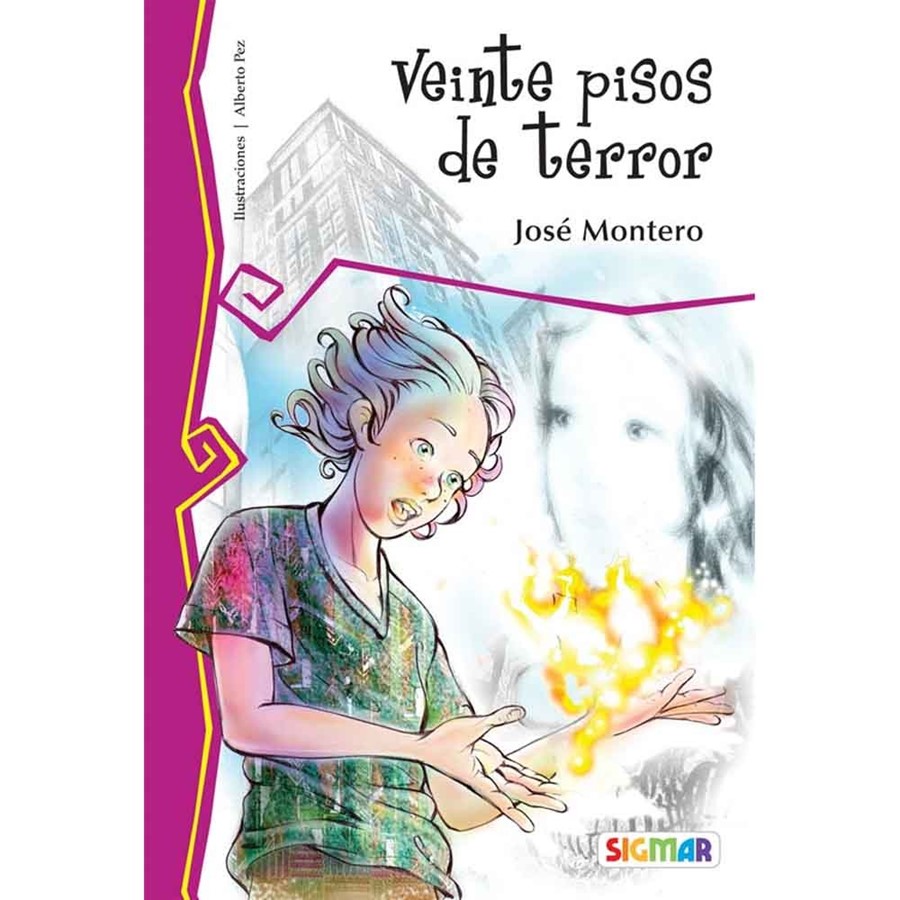 Veinte pisos
de terror
José Montero
Ilustraciones | Alberto Pez
SIGMAR